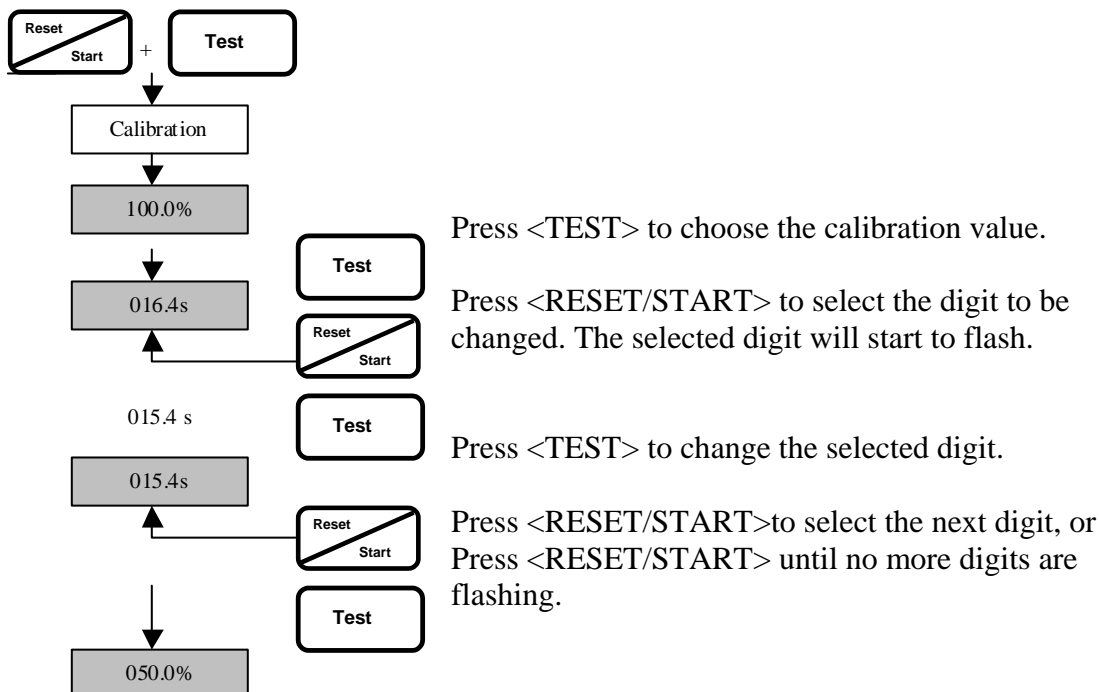 Reset
Start
+
Test
Calibration
100.0%
Press <TEST> to choose the calibration value.
Test
016.4s
Press <RESET/START> to select the digit to be
changed. The selected digit will start to flash.
Reset
Start
015.4 s
Test
Press <TEST> to change the selected digit.
015.4s
Reset
Start
Press <RESET/START>to select the next digit, or
Press <RESET/START> until no more digits are
flashing.
Test
050.0%